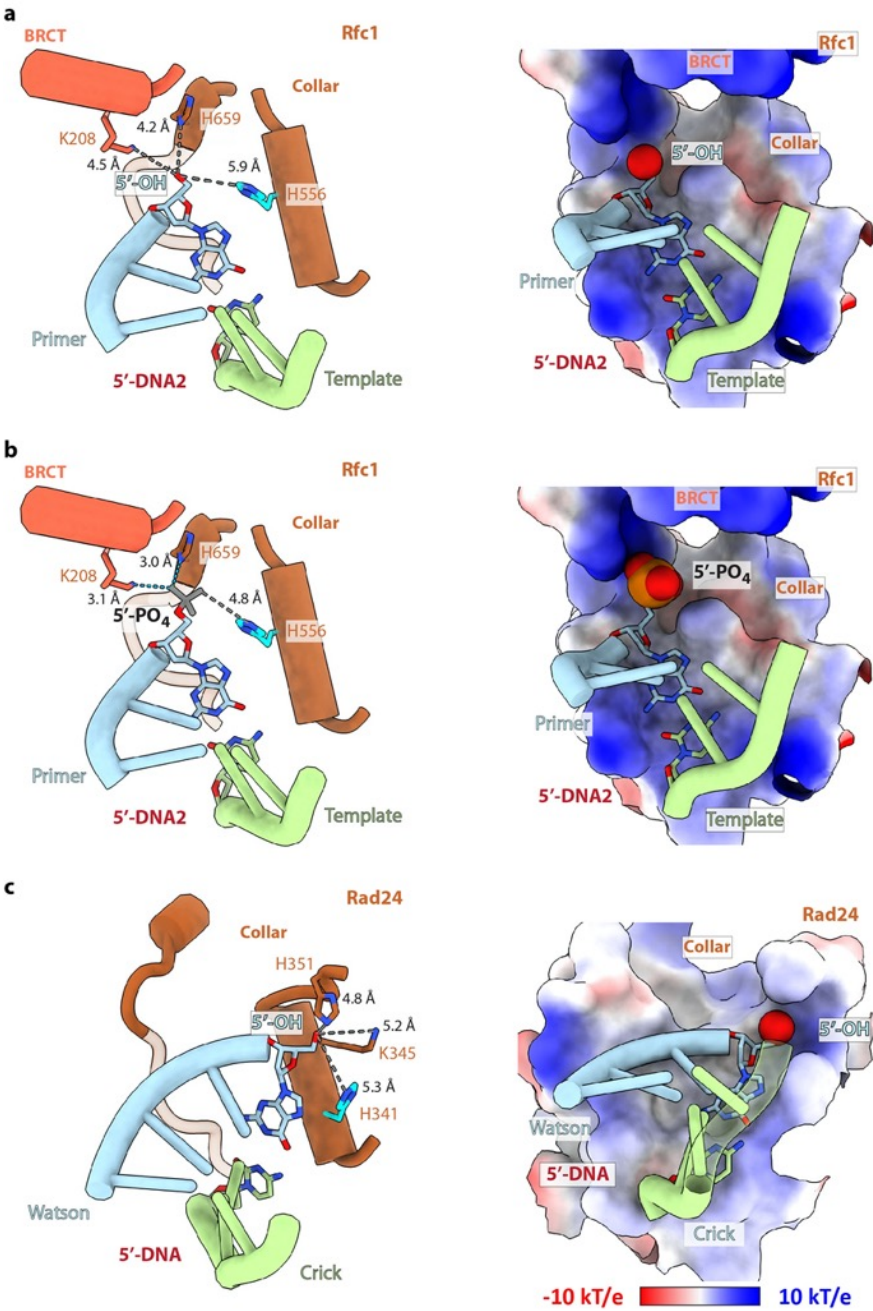 a
BRCT
Rfc1
Collar
K208
H659
4.2 Å
4.5 Å
5.9 Å
5′-OH
H556
Primer
5′-DNA2
Template
Rfc1
BRCT
5′-OH
Collar
Primer
5′-DNA2
Template
b
BRCT
Rfc1
Collar
K208
H659
3.0 Å
3.1 Å
4.8 Å
5′-PO4
H556
Primer
5′-DNA2
Template
Rfc1
BRCT
5′-PO4
Collar
Primer
5′-DNA2
Template
c
Rad24
Collar
H351
4.8 Å
5′-OH
5.2 Å
K345
5.3 Å
H341
Watson
5′-DNA
Crick
Rad24
Collar
5′-OH
Watson
5′-DNA
Crick
-10 kT/e
10 kT/e